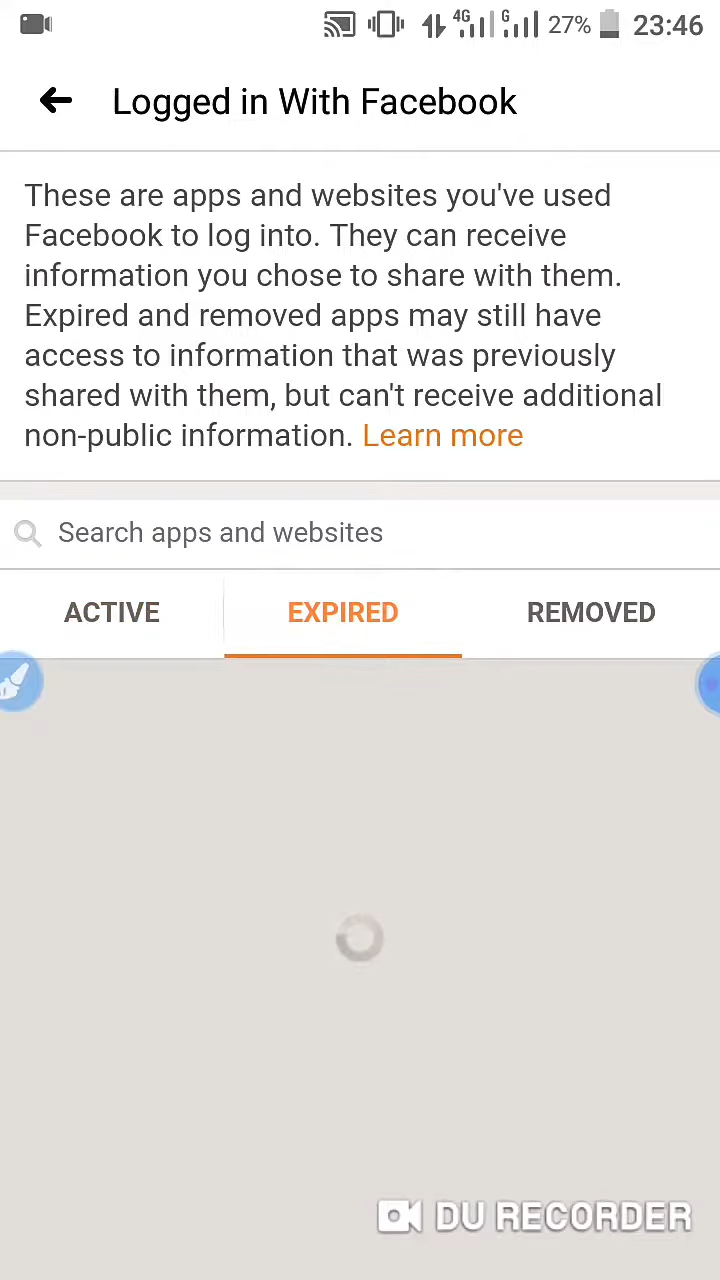 4G G 27% 23:46
Logged in With Facebook
These are apps and websites you've used
Facebook to log into. They can receive
information you chose to share with them.
Expired and removed apps may still have
access to information that was previously
shared with them, but can't receive additional
non-public information. Learn more
Search apps and websites
ACTIVE EXPIRED REMOVED
DU RECORDER